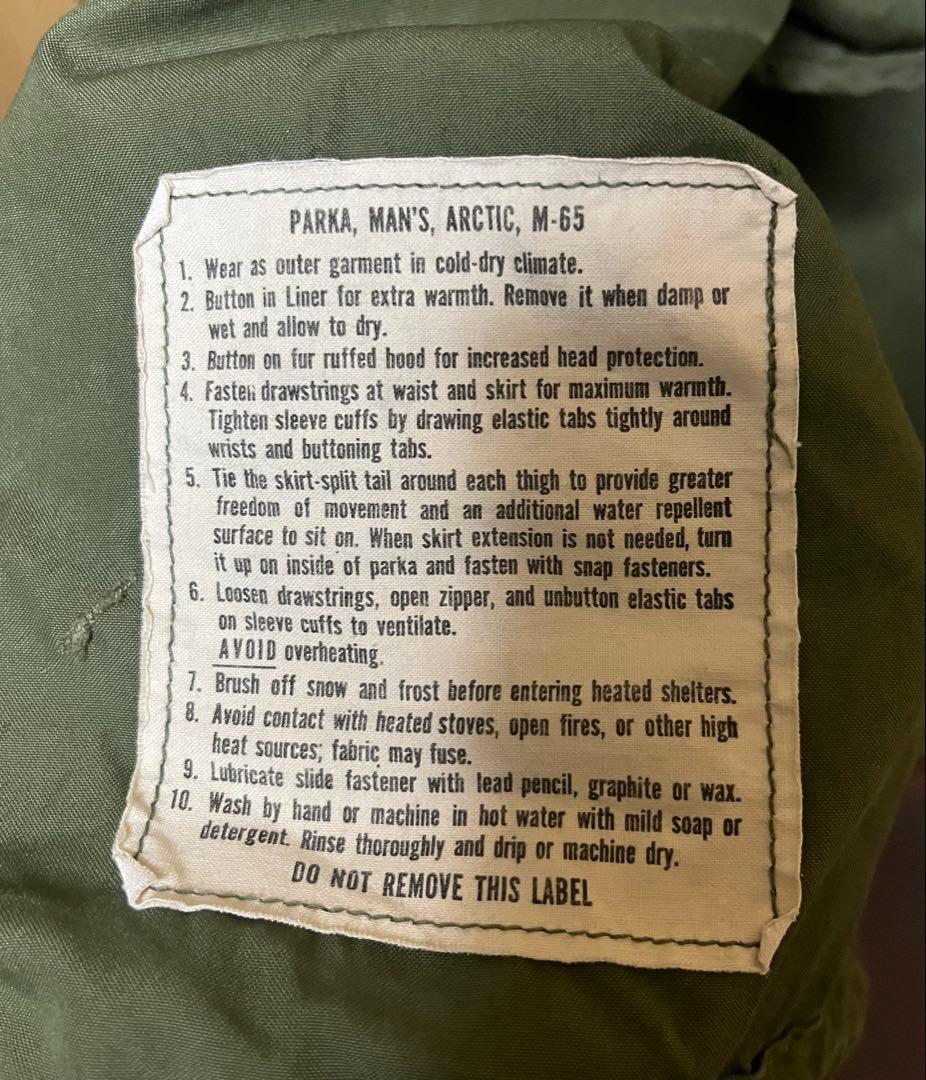 PARKA, MAN'S, ARCTIC, M-65
1. Wear as outer garment in cold-dry climate.
2. Button in Liner for extra warmth. Remove it when damp or
wet and allow to dry.
3. Button on fur ruffed hood for increased head protection.
4. Fasten drawstrings at waist and skirt for maximum warmth.
Tighten sleeve cuffs by drawing elastic tabs tightly around
wrists and buttoning tabs.
5. Tie the skirt-split tail around each thigh to provide greater
freedom of movement and an additional water repellent
surface to sit on. When skirt extension is not needed, turn
it up on inside of parka and fasten with snap fasteners.
6. Loosen drawstrings, open zipper, and unbutton elastic tabs
on sleeve cuffs to ventilate.
AVOID overheating.
7. Brush off snow and frost before entering heated shelters.
8. Avoid contact with heated stoves, open fires, or other high
heat sources; fabric may fuse.
9. Lubricate slide fastener with lead pencil, graphite or wax.
10. Wash by hand or machine in hot water with mild soap or
detergent. Rinse thoroughly and drip or machine dry.
DO NOT REMOVE THIS LABEL